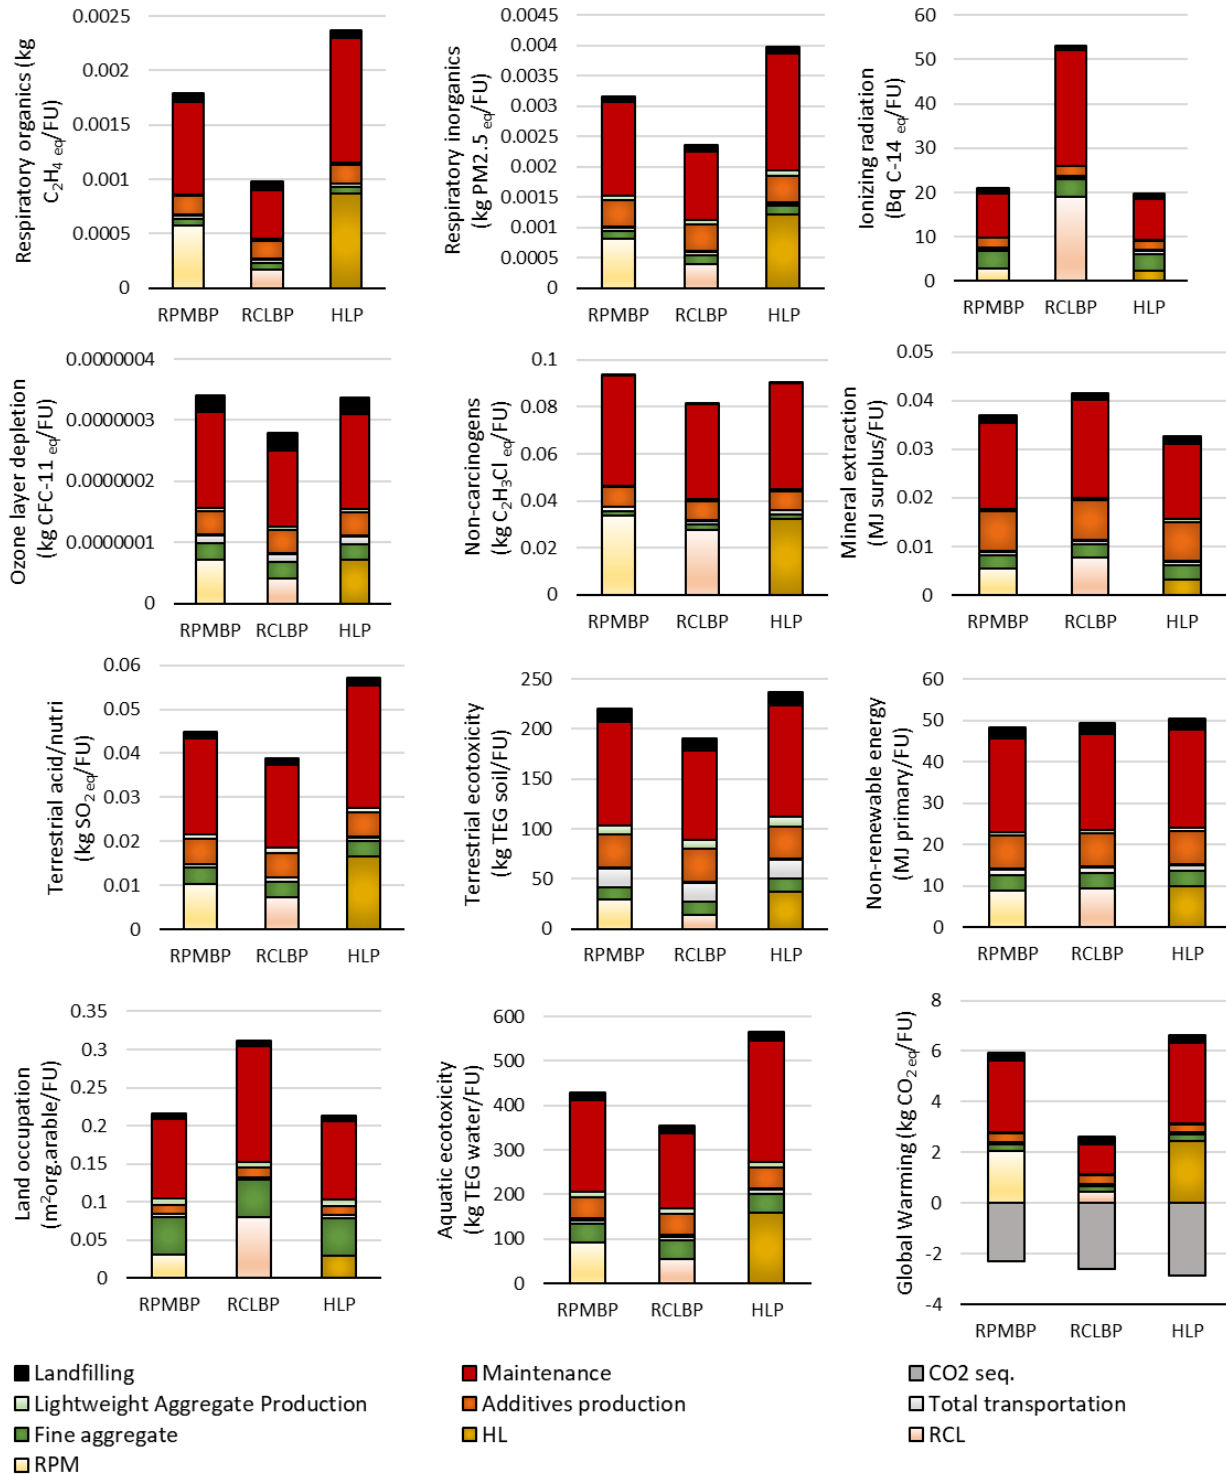 Respiratory organics (kg
C2H4 eq/FU)
0.0025
0.002
0.0015
0.001
0.0005
0
RPMBP RCLBP HLP
Respiratory inorganics
(kg PM2.5 eq/FU)
0.0045
0.004
0.0035
0.003
0.0025
0.002
0.0015
0.001
0.0005
0
RPMBP RCLBP HLP
Ionizing radiation
(Bq C-14 eq/FU)
60
50
40
30
20
10
0
RPMBP RCLBP HLP
Ozone layer depletion
(kg CFC-11 eq/FU)
0.0000004
0.0000003
0.0000002
0.0000001
0
RPMBP RCLBP HLP
Non-carcinogens
(kg C2H3Cl eq/FU)
0.1
0.08
0.06
0.04
0.02
0
RPMBP RCLBP HLP
Mineral extraction
(MJ surplus/FU)
0.05
0.04
0.03
0.02
0.01
0
RPMBP RCLBP HLP
Terrestrial acid/nutri
(kg SO2 eq/FU)
0.06
0.05
0.04
0.03
0.02
0.01
0
RPMBP RCLBP HLP
Terrestrial ecotoxicity
(kg TEG soil/FU)
250
200
150
100
50
0
RPMBP RCLBP HLP
Non-renewable energy
(MJ primary/FU)
60
50
40
30
20
10
0
RPMBP RCLBP HLP
Land occupation
(m²org.arable/FU)
0.35
0.3
0.25
0.2
0.15
0.1
0.05
0
RPMBP RCLBP HLP
Aquatic ecotoxicity
(kg TEG water/FU)
600
500
400
300
200
100
0
RPMBP RCLBP HLP
Global Warming (kg CO2 eq/FU)
8
6
4
2
0
-2
-4
RPMBP RCLBP HLP
Landfilling
Maintenance
CO2 seq.
Lightweight Aggregate Production
Additives production
Total transportation
Fine aggregate
HL
RCL
RPM